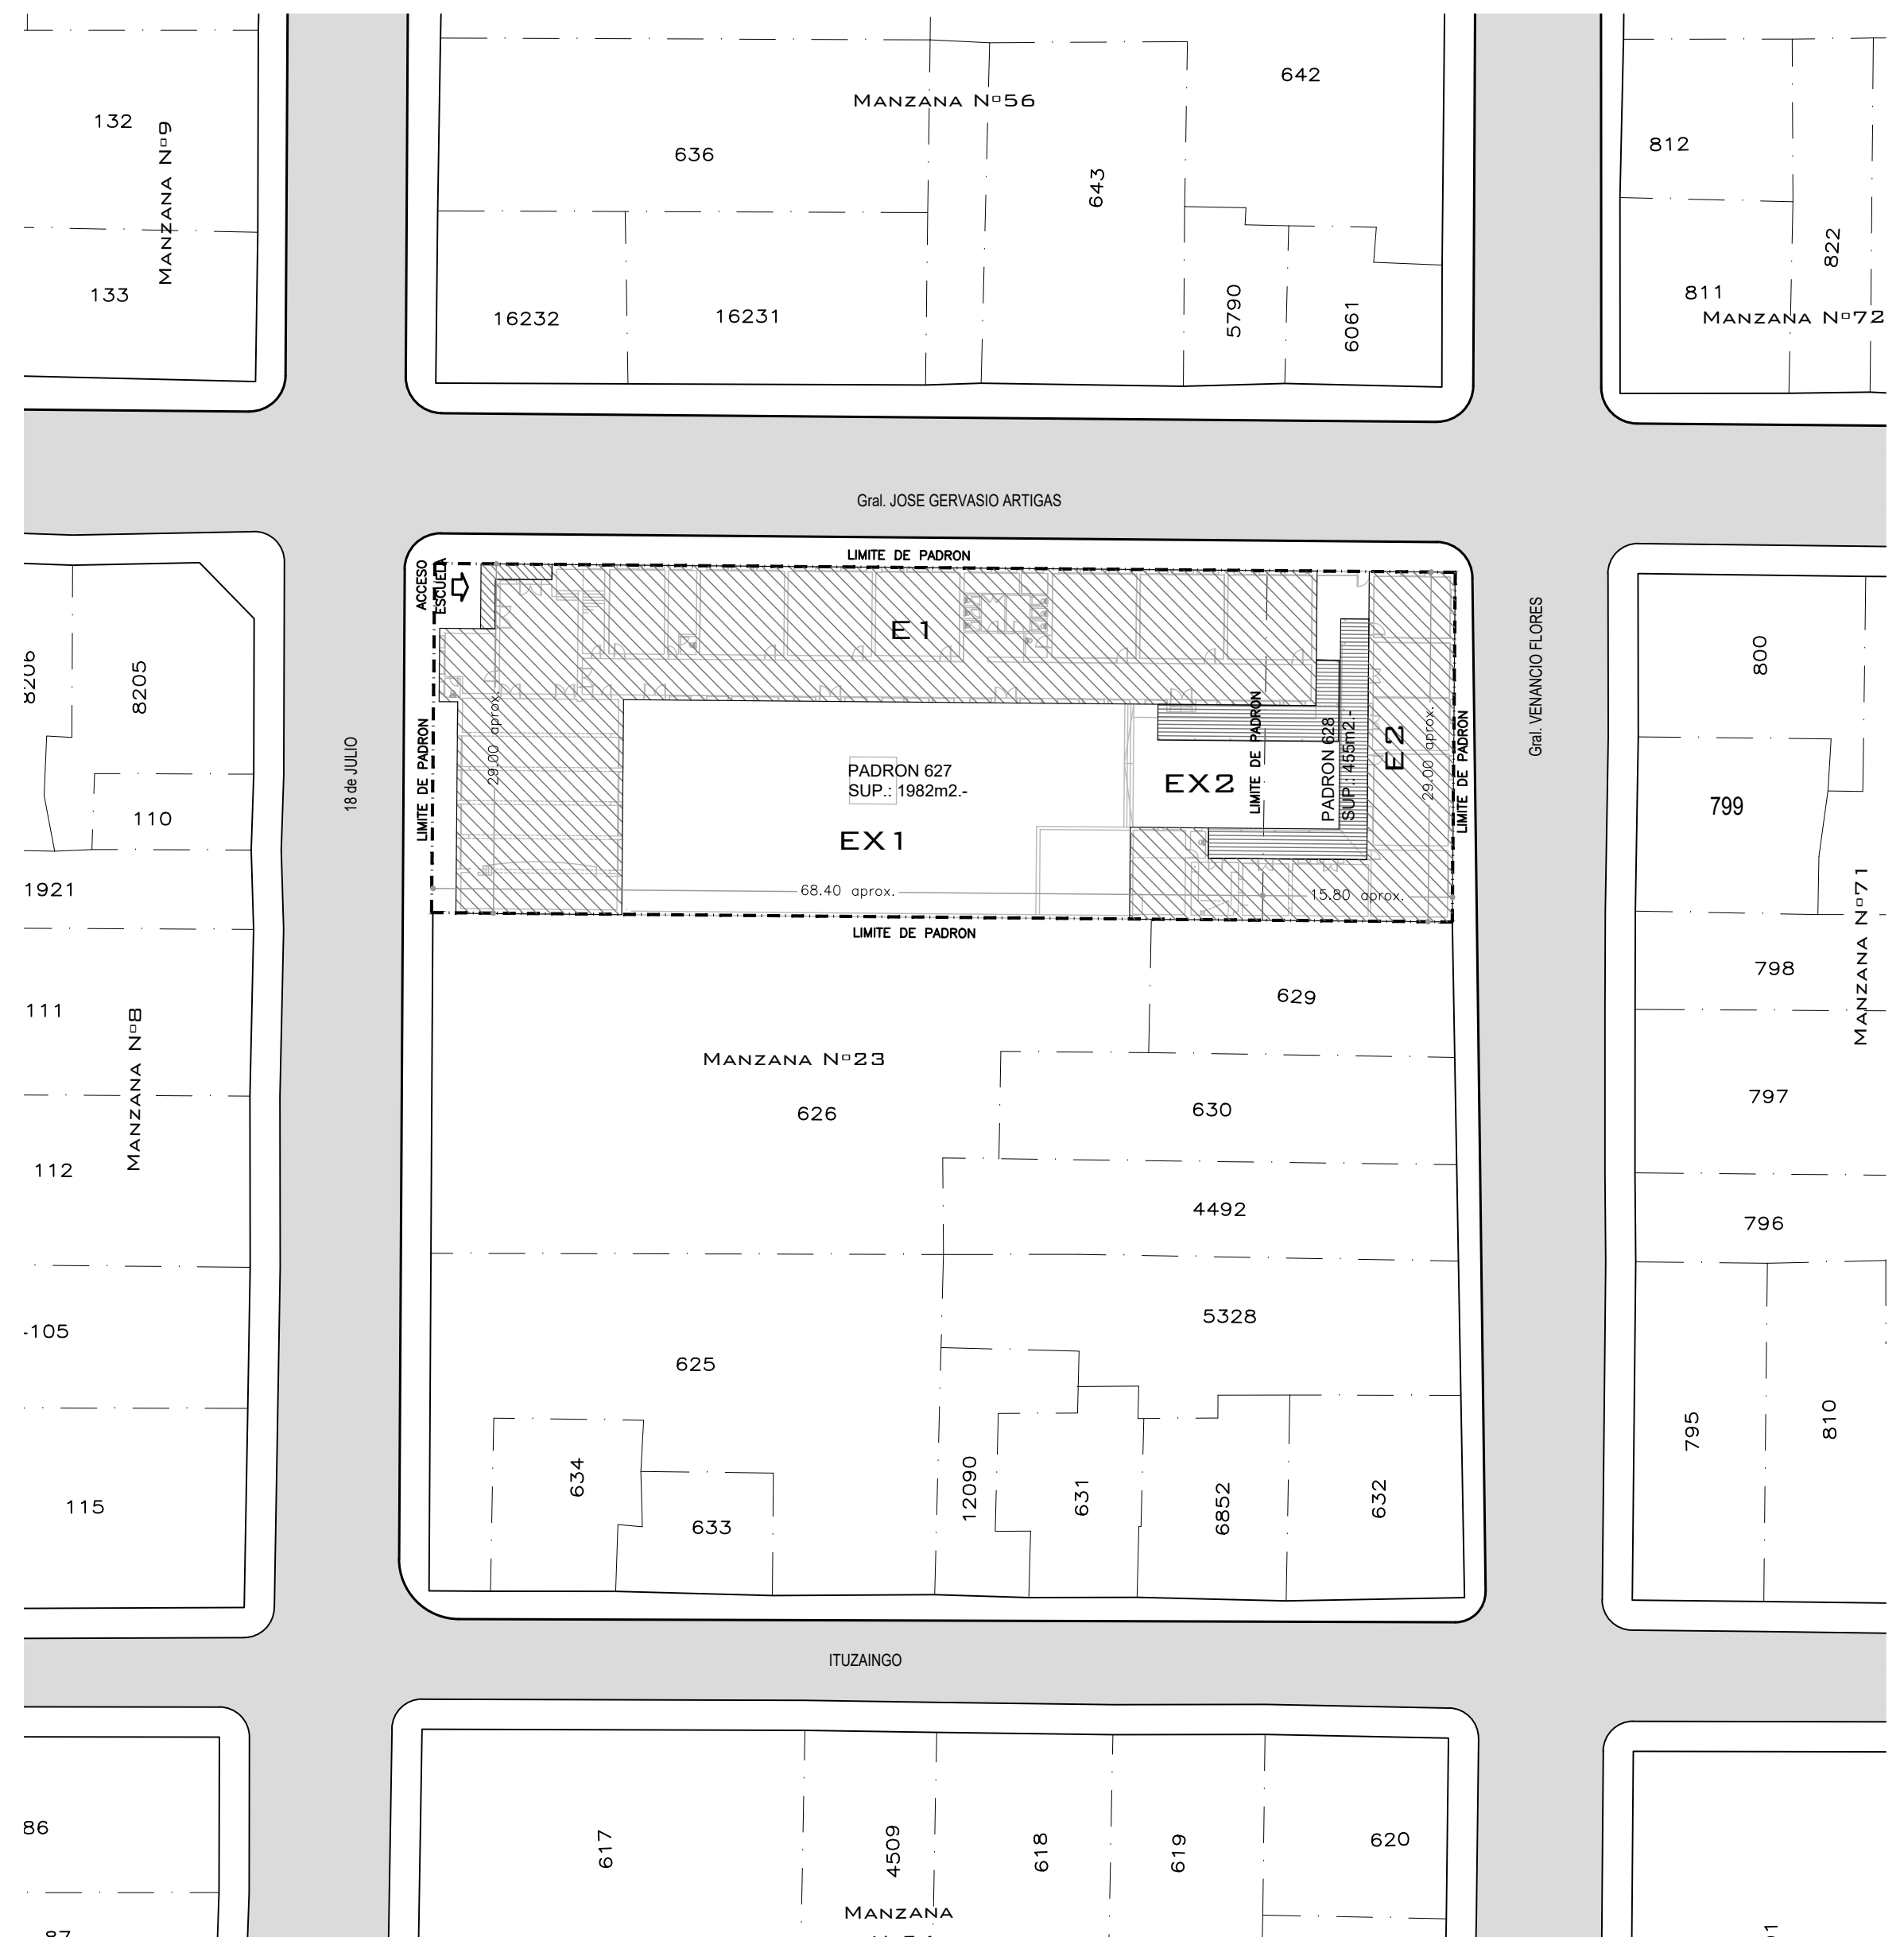 642
MANZANA Nº56
132
MANZANA Nº9
812
636
643
822
133
811
16232
16231
5790
6061
MANZANA Nº72
Gral. JOSE GERVASIO ARTIGAS
LIMITE DE PADRON
ACCESO
ESCUELA
E1
Gral. VENANCIO FLORES
800
8206
8205
18 de JULIO
LIMITE DE PADRON
29.00 aprox.
PADRON 627
SUP.: 1982m2.-
EX2
LIMITE DE PADRON
PADRON 628
SUP.: 455m2.-
E2
29.00 aprox.
LIMITE DE PADRON
799
110
EX1
1921
68.40 aprox.
15.80 aprox.
LIMITE DE PADRON
MANZANA Nº71
798
629
111
MANZANA Nº8
MANZANA Nº23
626
630
797
112
4492
796
105
5328
625
795
810
634
12090
631
6852
632
115
633
ITUZAINGO
86
617
4509
618
619
620
MANZANA
87